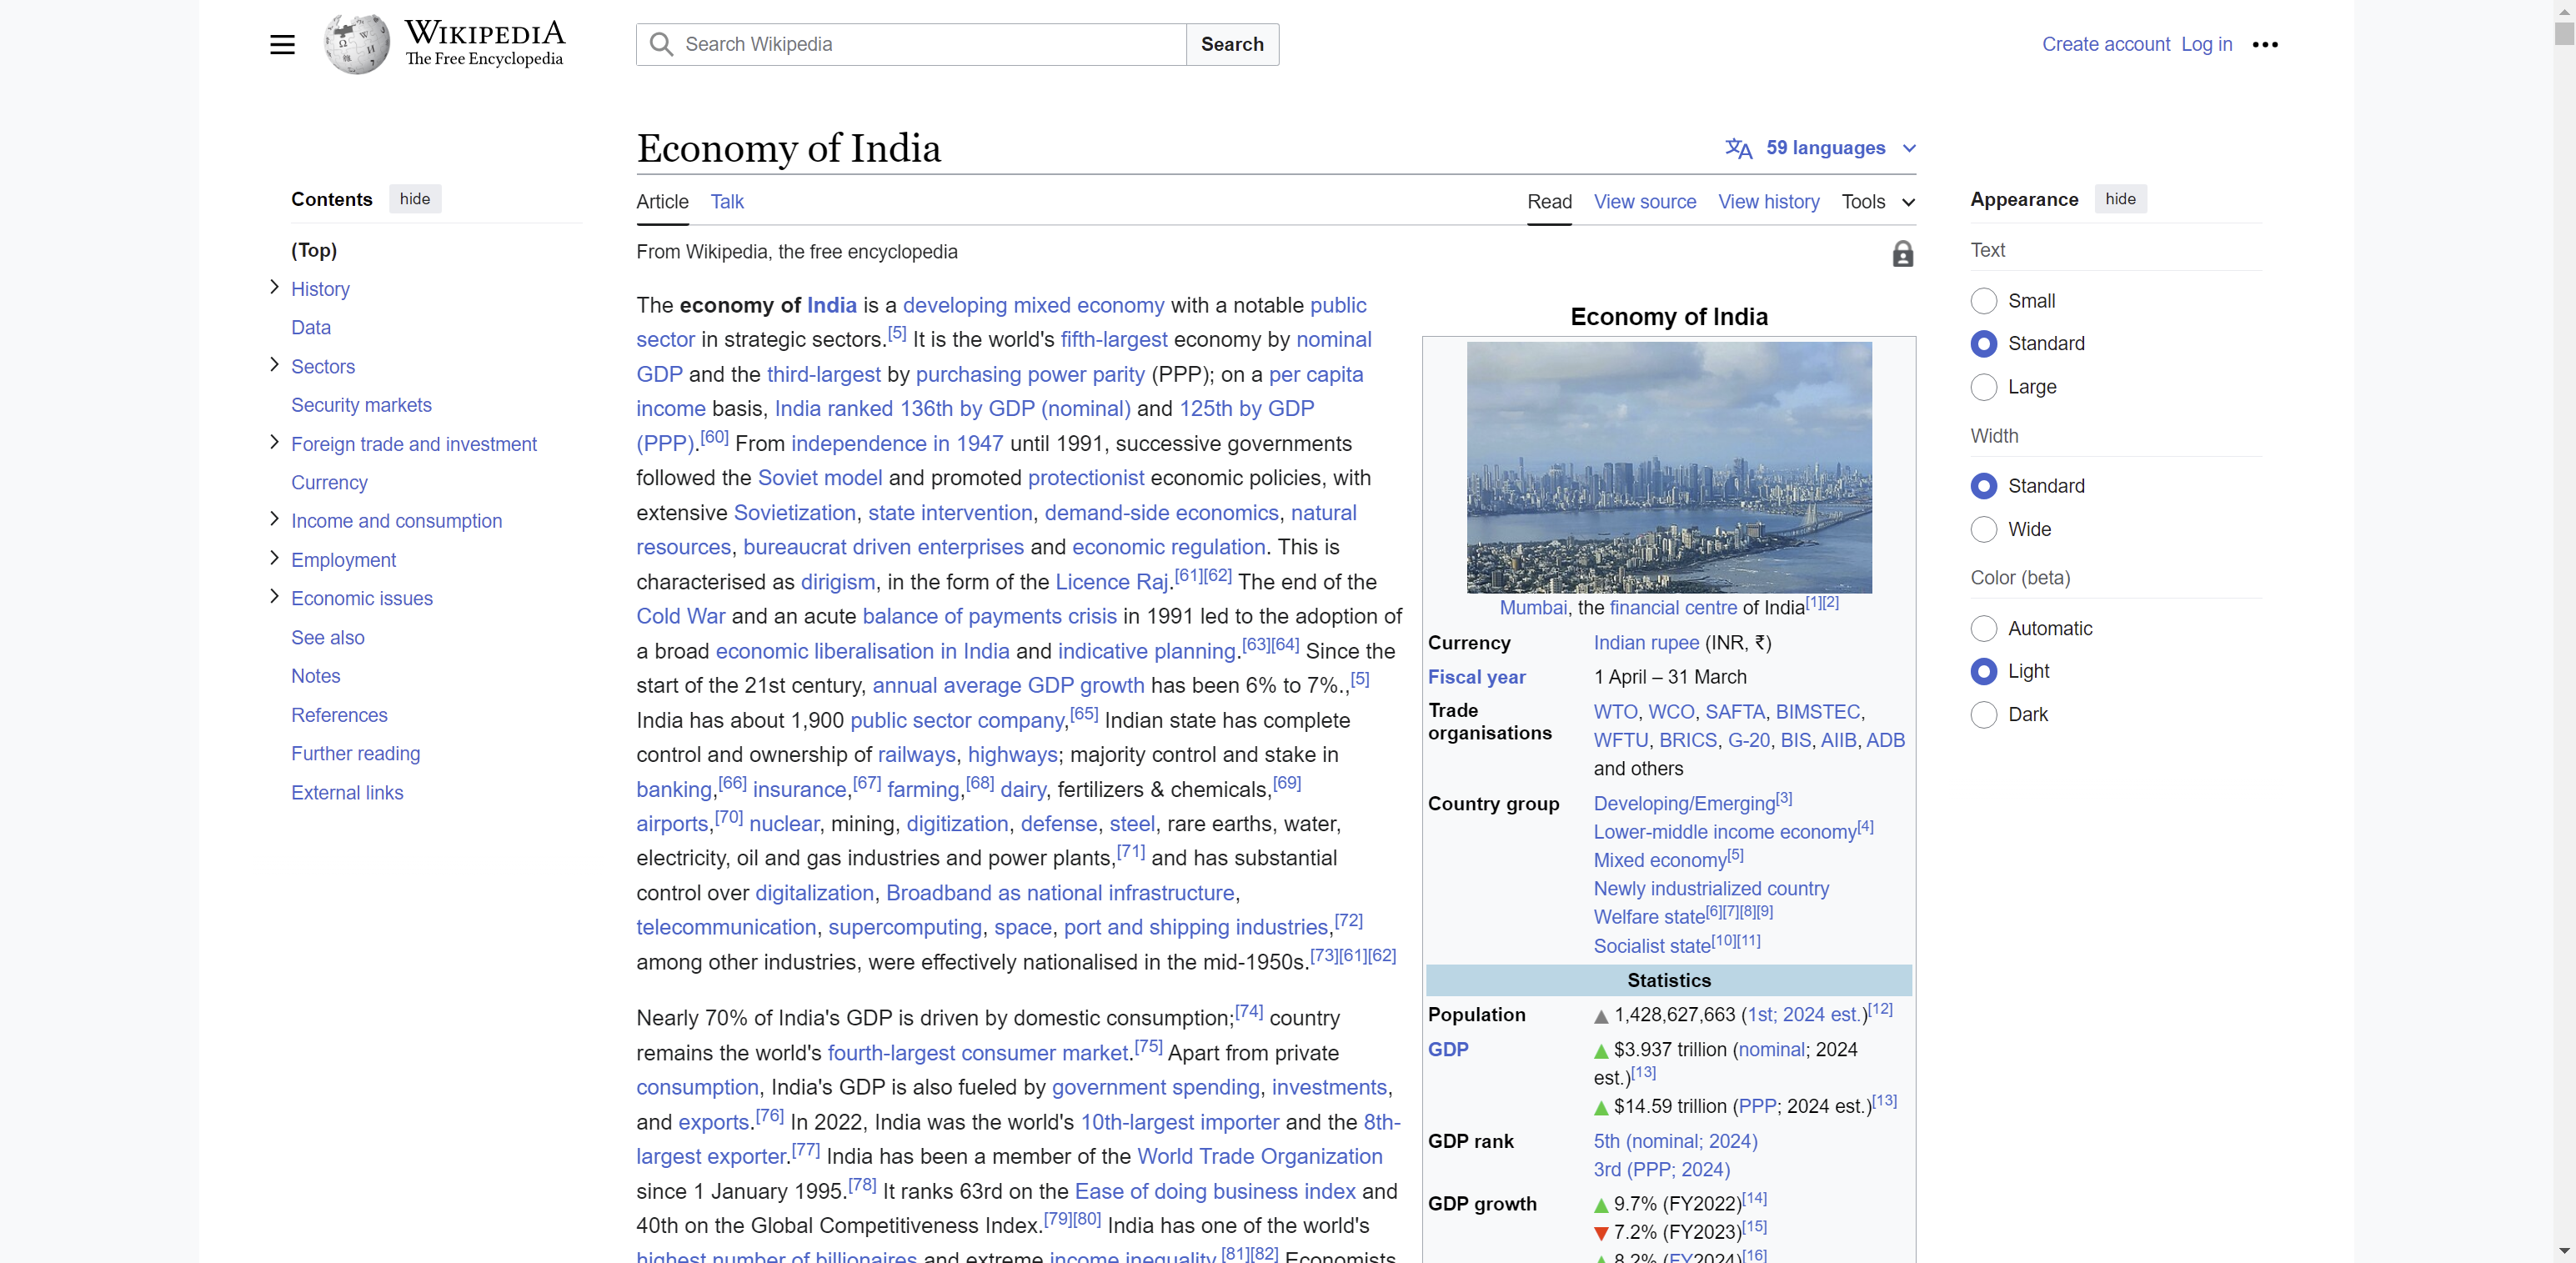 WIKIPEDIA
The Free Encyclopedia
Search Wikipedia
Search
Create account
Log in
Economy of India
文A 59 languages
Article
Talk
Read
View source
View history
Tools
From Wikipedia, the free encyclopedia
Contents
hide
(Top)
History
Data
Sectors
Security markets
Foreign trade and investment
Currency
Income and consumption
Employment
Economic issues
See also
Notes
References
Further reading
External links
The economy of India is a developing mixed economy with a notable public
sector in strategic sectors.[5] It is the world's fifth-largest economy by nominal
GDP and the third-largest by purchasing power parity (PPP); on a per capita
income basis, India ranked 136th by GDP (nominal) and 125th by GDP
(PPP).[60] From independence in 1947 until 1991, successive governments
followed the Soviet model and promoted protectionist economic policies, with
extensive Sovietization, state intervention, demand-side economics, natural
resources, bureaucrat driven enterprises and economic regulation. This is
characterised as dirigism, in the form of the Licence Raj.[61][62] The end of the
Cold War and an acute balance of payments crisis in 1991 led to the adoption of
a broad economic liberalisation in India and indicative planning.[63][64] Since the
start of the 21st century, annual average GDP growth has been 6% to 7%.,[5]
India has about 1,900 public sector company,[65] Indian state has complete
control and ownership of railways, highways; majority control and stake in
banking,[66] insurance,[67] farming,[68] dairy, fertilizers & chemicals,[69]
airports,[70] nuclear, mining, digitization, defense, steel, rare earths, water,
electricity, oil and gas industries and power plants,[71] and has substantial
control over digitalization, Broadband as national infrastructure,
telecommunication, supercomputing, space, port and shipping industries,[72]
among other industries, were effectively nationalised in the mid-1950s.[73][61][62]
Nearly 70% of India's GDP is driven by domestic consumption;[74] country
remains the world's fourth-largest consumer market.[75] Apart from private
consumption, India's GDP is also fueled by government spending, investments,
and exports.[76] In 2022, India was the world's 10th-largest importer and the 8th-
largest exporter.[77] India has been a member of the World Trade Organization
since 1 January 1995.[78] It ranks 63rd on the Ease of doing business index and
40th on the Global Competitiveness Index.[79][80] India has one of the world's
highest number of billionaires and extreme income inequality.[81][82] Economists
Economy of India
Mumbai, the financial centre of India[1][2]
Currency Indian rupee (INR, ₹)
Fiscal year 1 April – 31 March
Trade organisations
WTO, WCO, SAFTA, BIMSTEC,
WFTU, BRICS, G-20, BIS, AIIB, ADB
and others
Country group Developing/Emerging[3]
Lower-middle income economy[4]
Mixed economy[5]
Newly industrialized country
Welfare state[6][7][8][9]
Socialist state[10][11]
Statistics
Population ▲ 1,428,627,663 (1st; 2024 est.)[12]
GDP ▲ $3.937 trillion (nominal; 2024
est.)[13]
▲ $14.59 trillion (PPP; 2024 est.)[13]
GDP rank 5th (nominal; 2024)
3rd (PPP; 2024)
GDP growth ▲ 9.7% (FY2022)[14]
▼ 7.2% (FY2023)[15]
▲ 8.2% (FY2024)[16]
Appearance
hide
Text
Small
Standard
Large
Width
Standard
Wide
Color (beta)
Automatic
Light
Dark